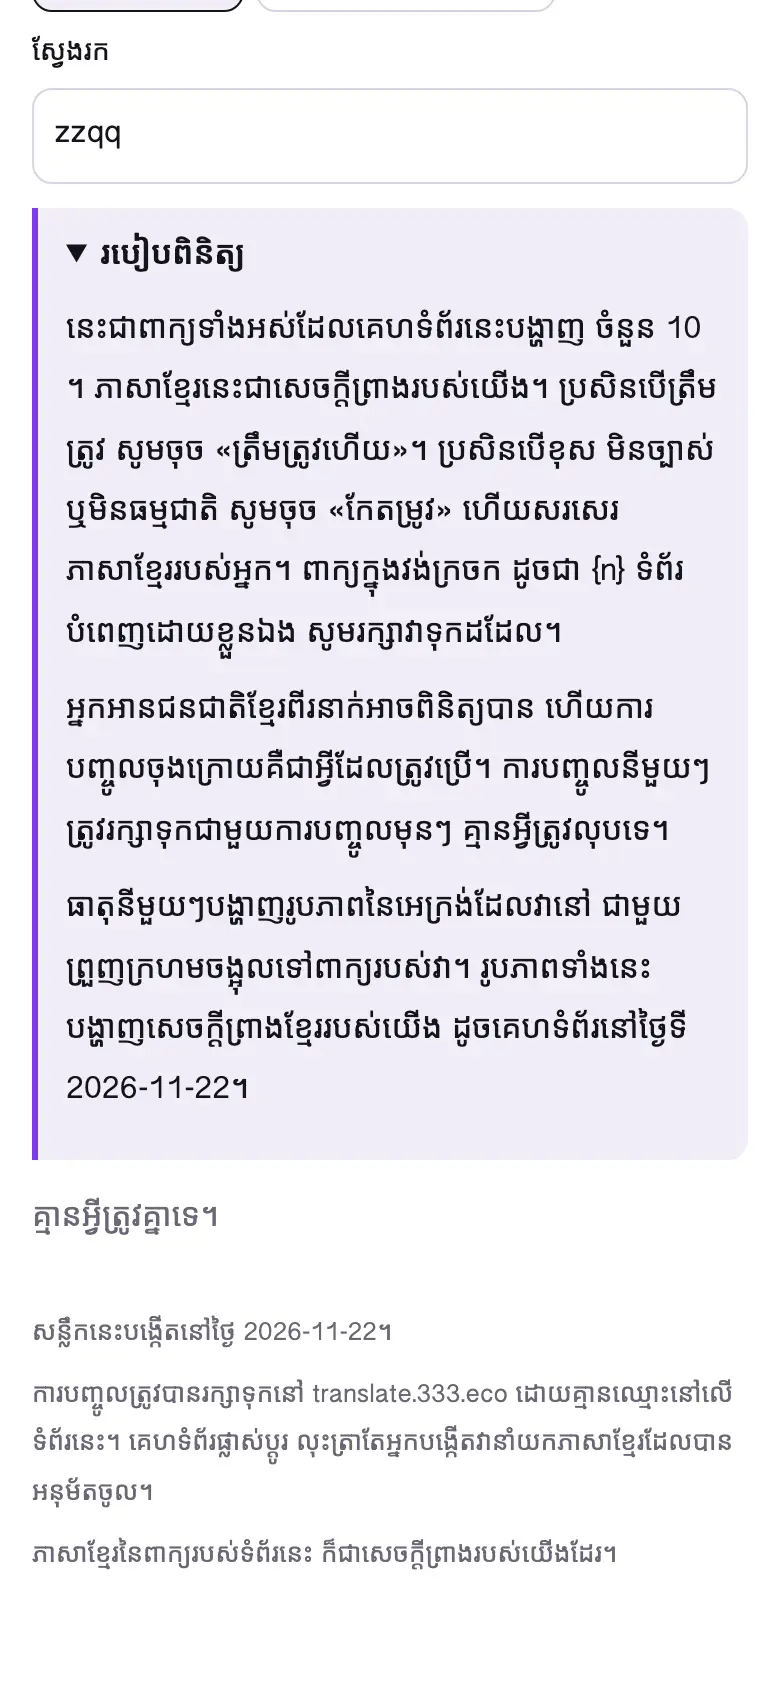 ស្វែងរក
zzqq
▼ របៀបពិនិត្យ
នេះជាពាក្យទាំងអស់ដែលគេហទំព័រនេះបង្ហាញ ចំនួន 10
។ ភាសាខ្មែរនេះជាសេចក្តីព្រាងរបស់យើង។ ប្រសិនបើត្រឹម
ត្រូវ សូមចុច «ត្រឹមត្រូវហើយ»។ ប្រសិនបើខុស មិនច្បាស់
ឬមិនធម្មជាតិ សូមចុច «កែតម្រូវ» ហើយសរសេរ
ភាសាខ្មែររបស់អ្នក។ ពាក្យក្នុងវង់ក្រចក ដូចជា {n} ទំព័រ
បំពេញដោយខ្លួនឯង សូមរក្សាវាទុកដដែល។
អ្នកអានជនជាតិខ្មែរពីរនាក់អាចពិនិត្យបាន ហើយការ
បញ្ចូលចុងក្រោយគឺជាអ្វីដែលត្រូវប្រើ។ ការបញ្ចូលនីមួយៗ
ត្រូវរក្សាទុកជាមួយការបញ្ចូលមុនៗ គ្មានអ្វីត្រូវលុបទេ។
ធាតុនីមួយៗបង្ហាញរូបភាពនៃអេក្រង់ដែលវានៅ ជាមួយ
ព្រួញក្រហមចង្អុលទៅពាក្យរបស់វា។ រូបភាពទាំងនេះ
បង្ហាញសេចក្តីព្រាងខ្មែររបស់យើង ដូចគេហទំព័រនៅថ្ងៃទី
2026-11-22។
គ្មានអ្វីត្រូវគ្នាទេ។
សន្លឹកនេះបង្កើតនៅថ្ងៃ 2026-11-22។
ការបញ្ចូលត្រូវបានរក្សាទុកនៅ translate.333.eco ដោយគ្មានឈ្មោះនៅលើ
ទំព័រនេះ។ គេហទំព័រផ្លាស់ប្តូរ លុះត្រាតែអ្នកបង្កើតវានាំយកភាសាខ្មែរដែលបាន
អនុម័តចូល។
ភាសាខ្មែរនៃពាក្យរបស់ទំព័រនេះ ក៏ជាសេចក្តីព្រាងរបស់យើងដែរ។